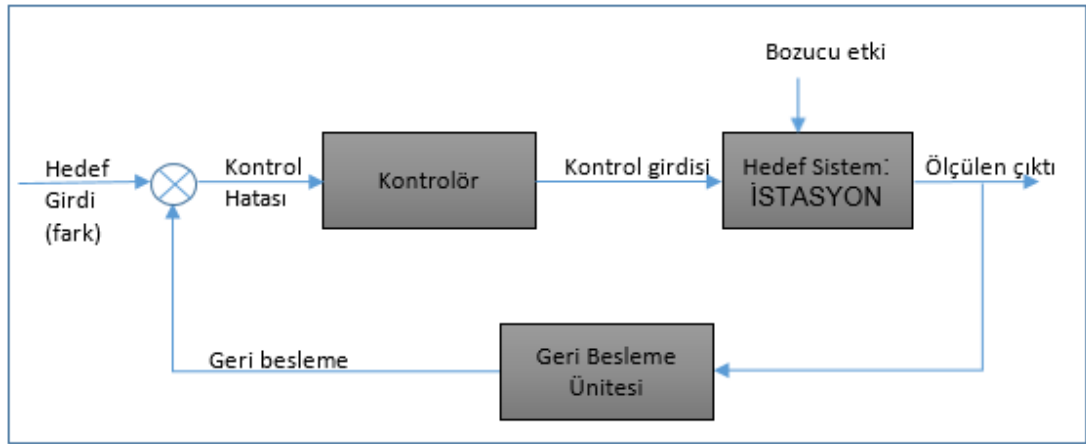 Bozucu etki
Hedef
Girdi
(fark)
Kontrol
Hatası
Kontrolör
Kontrol girdisi
Hedef Sistem:
İSTASYON
Ölçülen çıktı
Geri besleme
Geri Besleme
Ünitesi